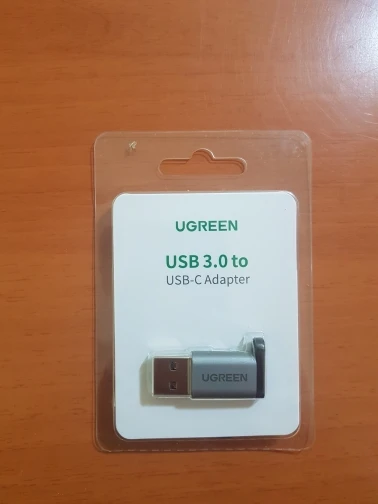 UGREEN
USB 3.0 to
USB-C Adapter
UGREEN